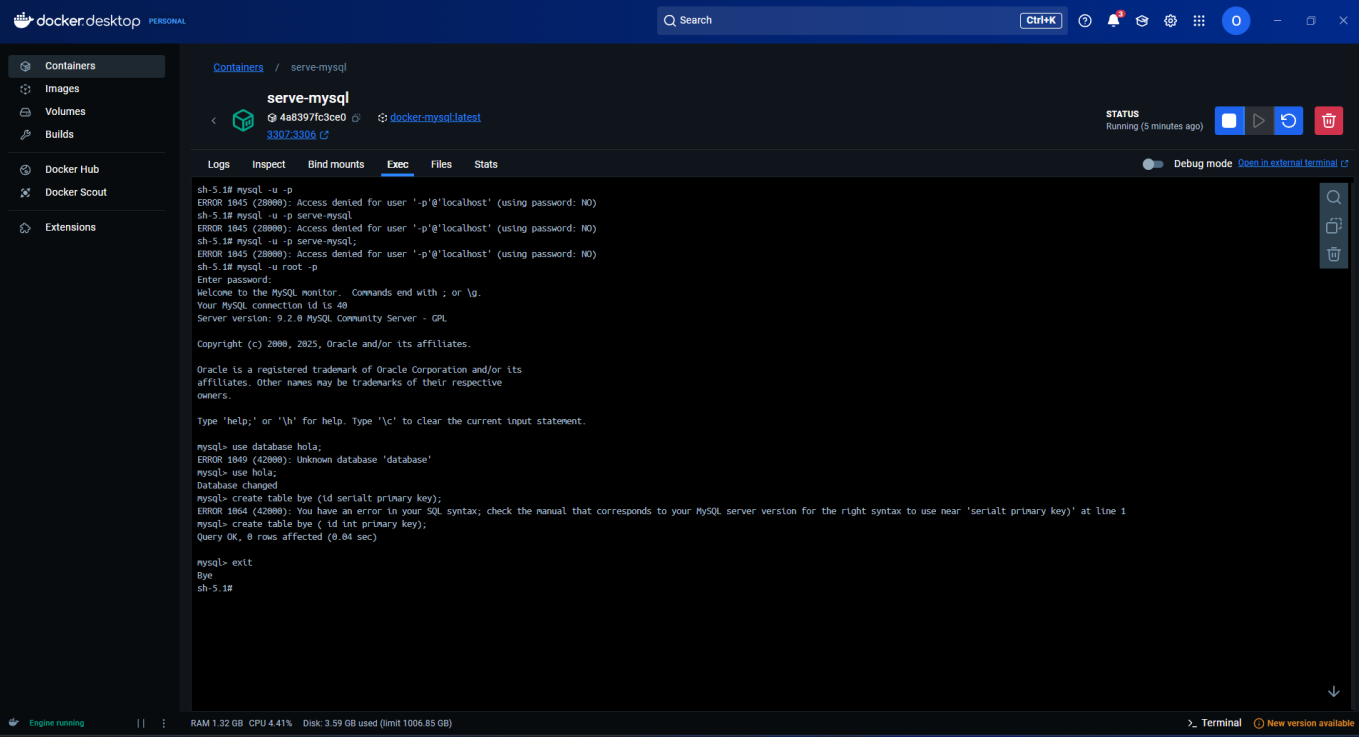 docker.desktop PERSONAL
Search
Ctrl+K
3
O
Containers
Images
Volumes
Builds
Docker Hub
Docker Scout
Extensions
Containers / serve-mysql
serve-mysql
4a8397fc3ce0 docker-mysql:latest
3307:3306
STATUS
Running (5 minutes ago)
Logs Inspect Bind mounts Exec Files Stats
Debug mode Open in external terminal
sh-5.1# mysql -u -p
ERROR 1045 (28000): Access denied for user '-p'@'localhost' (using password: NO)
sh-5.1# mysql -u -p serve-mysql
ERROR 1045 (28000): Access denied for user '-p'@'localhost' (using password: NO)
sh-5.1# mysql -u -p serve-mysql;
ERROR 1045 (28000): Access denied for user '-p'@'localhost' (using password: NO)
sh-5.1# mysql -u root -p
Enter password:
Welcome to the MySQL monitor.  Commands end with ; or \g.
Your MySQL connection id is 40
Server version: 9.2.0 MySQL Community Server - GPL
Copyright (c) 2000, 2025, Oracle and/or its affiliates.
Oracle is a registered trademark of Oracle Corporation and/or its
affiliates. Other names may be trademarks of their respective
owners.
Type 'help;' or '\h' for help. Type '\c' to clear the current input statement.
mysql> use database hola;
ERROR 1049 (42000): Unknown database 'database'
mysql> use hola;
Database changed
mysql> create table bye (id serialt primary key);
ERROR 1064 (42000): You have an error in your SQL syntax; check the manual that corresponds to your MySQL server version for the right syntax to use near 'serialt primary key)' at line 1
mysql> create table bye ( id int primary key);
Query OK, 0 rows affected (0.04 sec)
mysql> exit
Bye
sh-5.1#
Engine running
RAM 1.32 GB CPU 4.41% Disk: 3.59 GB used (limit 1006.85 GB)
Terminal
New version available